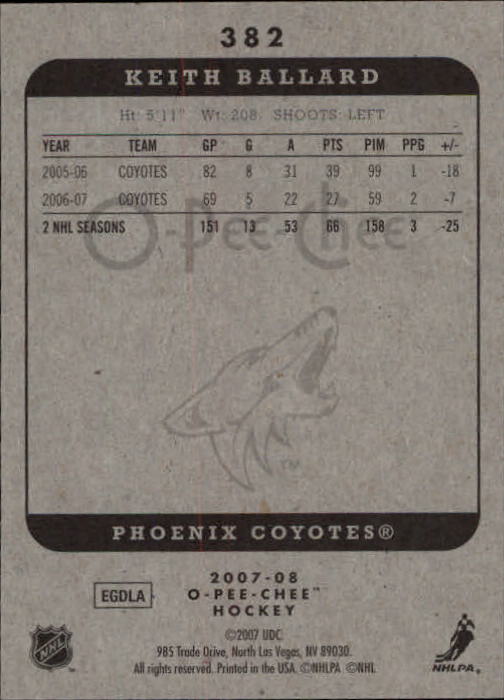 382
KEITH BALLARD
Ht: 5'11" Wt: 208 SHOOTS: LEFT
YEAR TEAM GP G A PTS PIM PPG +/-
2005-06 COYOTES 82 8 31 39 99 1 -18
2006-07 COYOTES 69 5 22 27 59 2 -7
2 NHL SEASONS 151 13 53 66 158 3 -25
O-Pee-Chee
TM
PHOENIX COYOTES®
2007-08
EGDLA O-PEE-CHEE™
HOCKEY
©2007 UDC
985 Trade Drive, North Las Vegas, NV 89030.
All rights reserved. Printed in the USA. ©NHLPA ©NHL
NHL
NHLPA